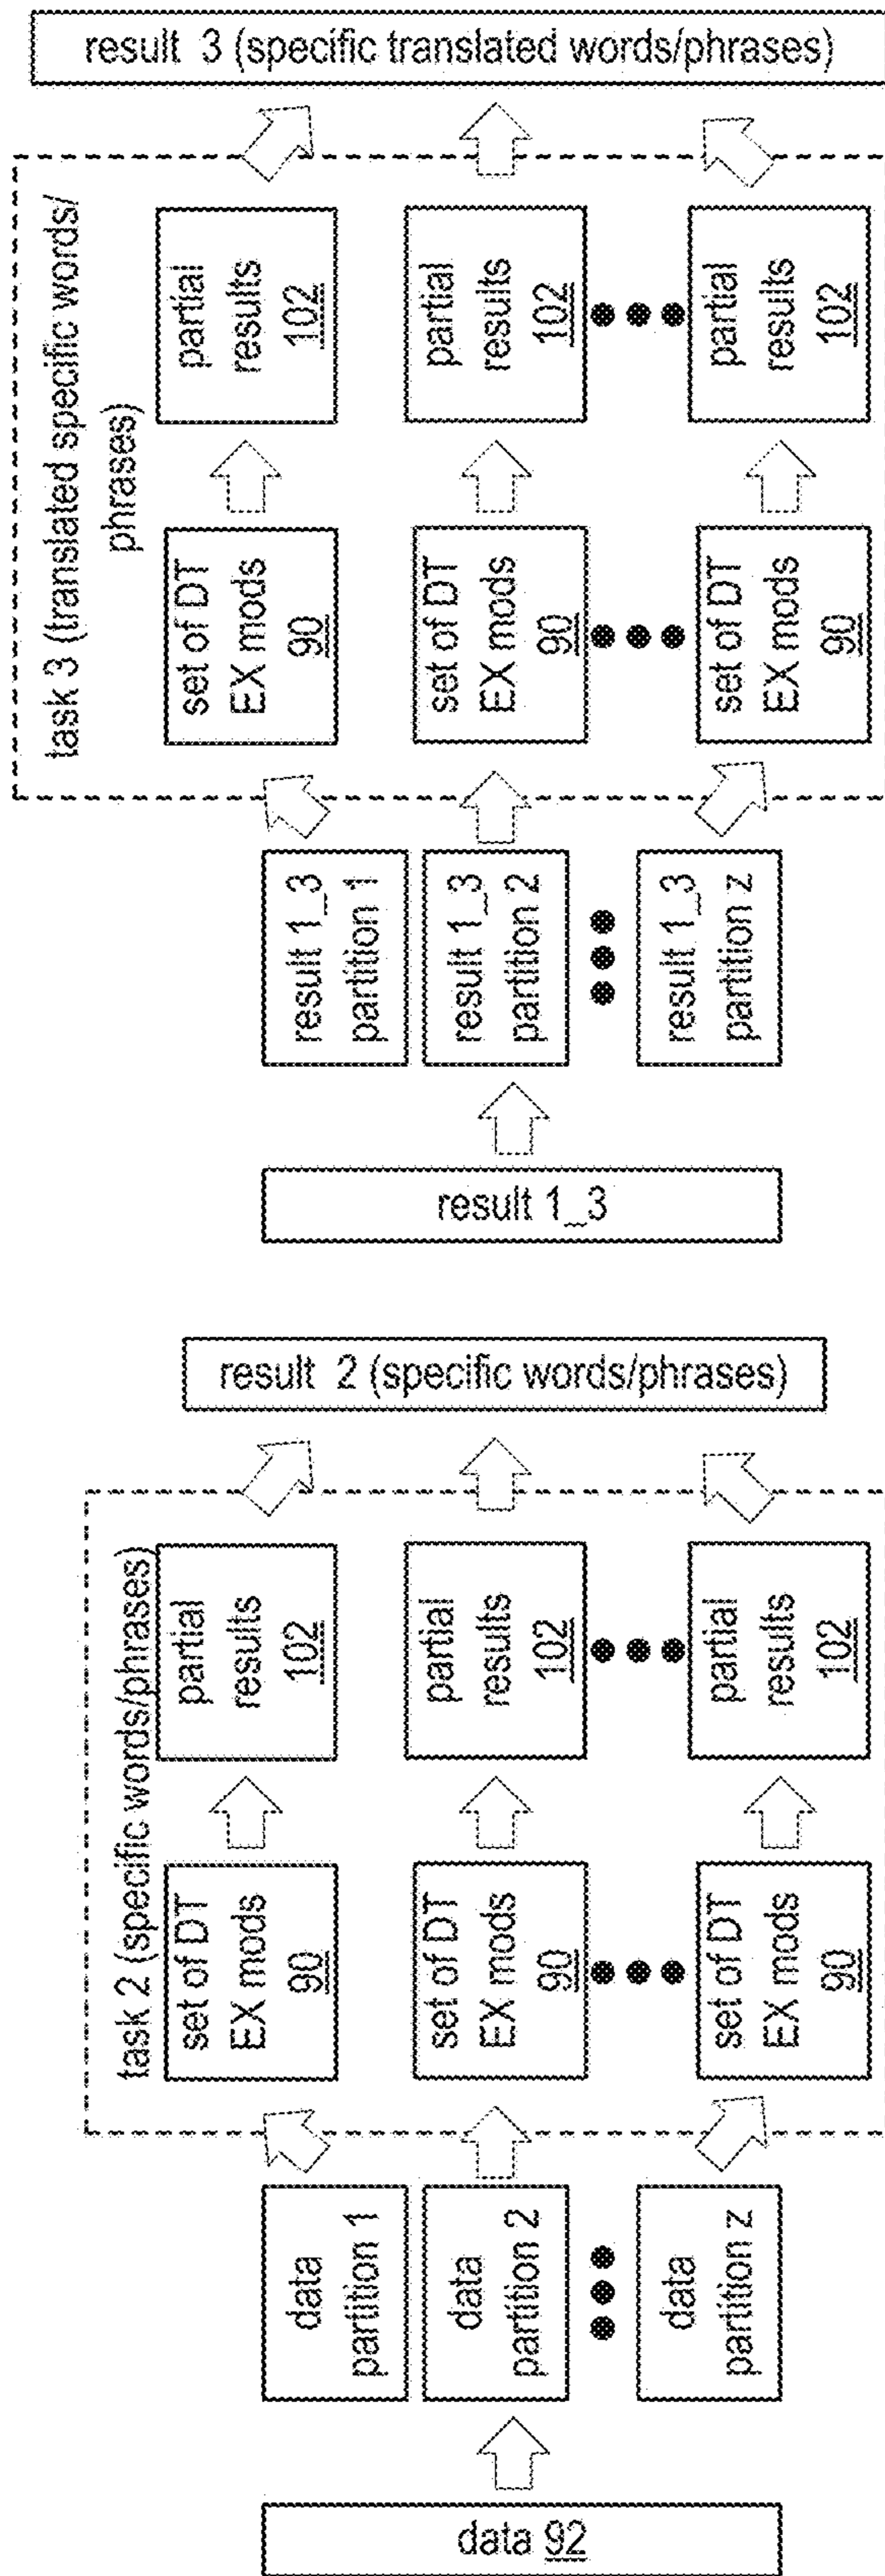 data 92
data
partition 1
data
partition 2
data
partition z
task 2 (specific words/phrases)
set of DT
EX mods
90
partial
results
102
set of DT
EX mods
90
partial
results
102
set of DT
EX mods
90
partial
results
102
result 2 (specific words/phrases)
result 1_3
result 1_3
partition 1
result 1_3
partition 2
result 1_3
partition z
task 3 (translated specific words/
phrases)
set of DT
EX mods
90
partial
results
102
set of DT
EX mods
90
partial
results
102
set of DT
EX mods
90
partial
results
102
result 3 (specific translated words/phrases)